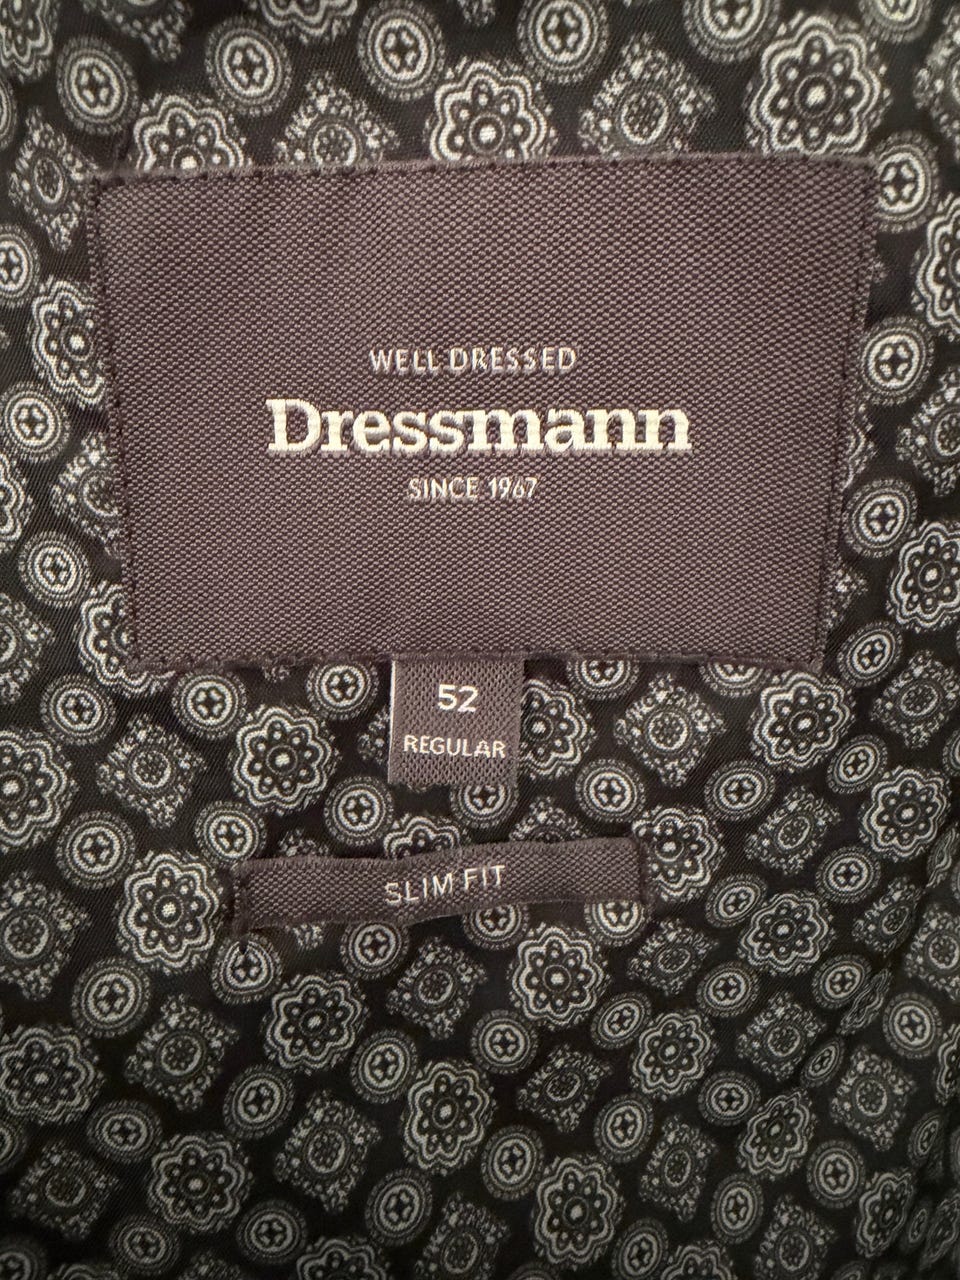 WELL DRESSED
Dressmann
SINCE 1967
52
REGULAR
SLIM FIT